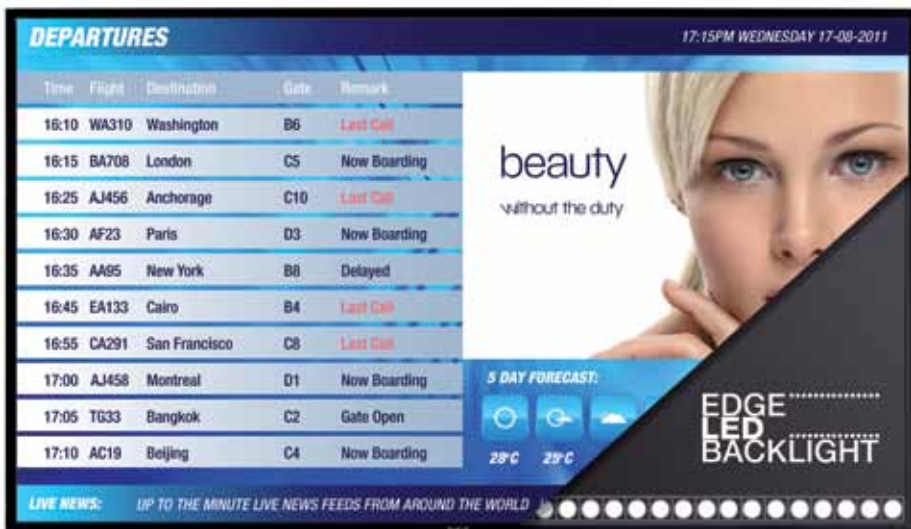 DEPARTURES
17:15PM WEDNESDAY 17-08-2011
Time Flight Destination Gate Remark
16:10 WA310 Washington B6 Last Call
16:15 BA708 London C5 Now Boarding
16:25 AJ456 Anchorage C10 Last Call
16:30 AF23 Paris D3 Now Boarding
16:35 AA95 New York B8 Delayed
16:45 EA133 Cairo B4 Last Call
16:55 CA291 San Francisco C8 Last Call
17:00 AJ458 Montreal D1 Now Boarding
17:05 TG33 Bangkok C2 Gate Open
17:10 AC19 Beijing C4 Now Boarding
beauty
without the duty
5 DAY FORECAST:
28°C 25°C
EDGE
LED
BACKLIGHT
LIVE NEWS: UP TO THE MINUTE LIVE NEWS FEEDS FROM AROUND THE WORLD